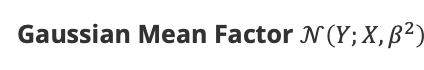 Gaussian Mean Factor 𝒩(Y; X, β²)